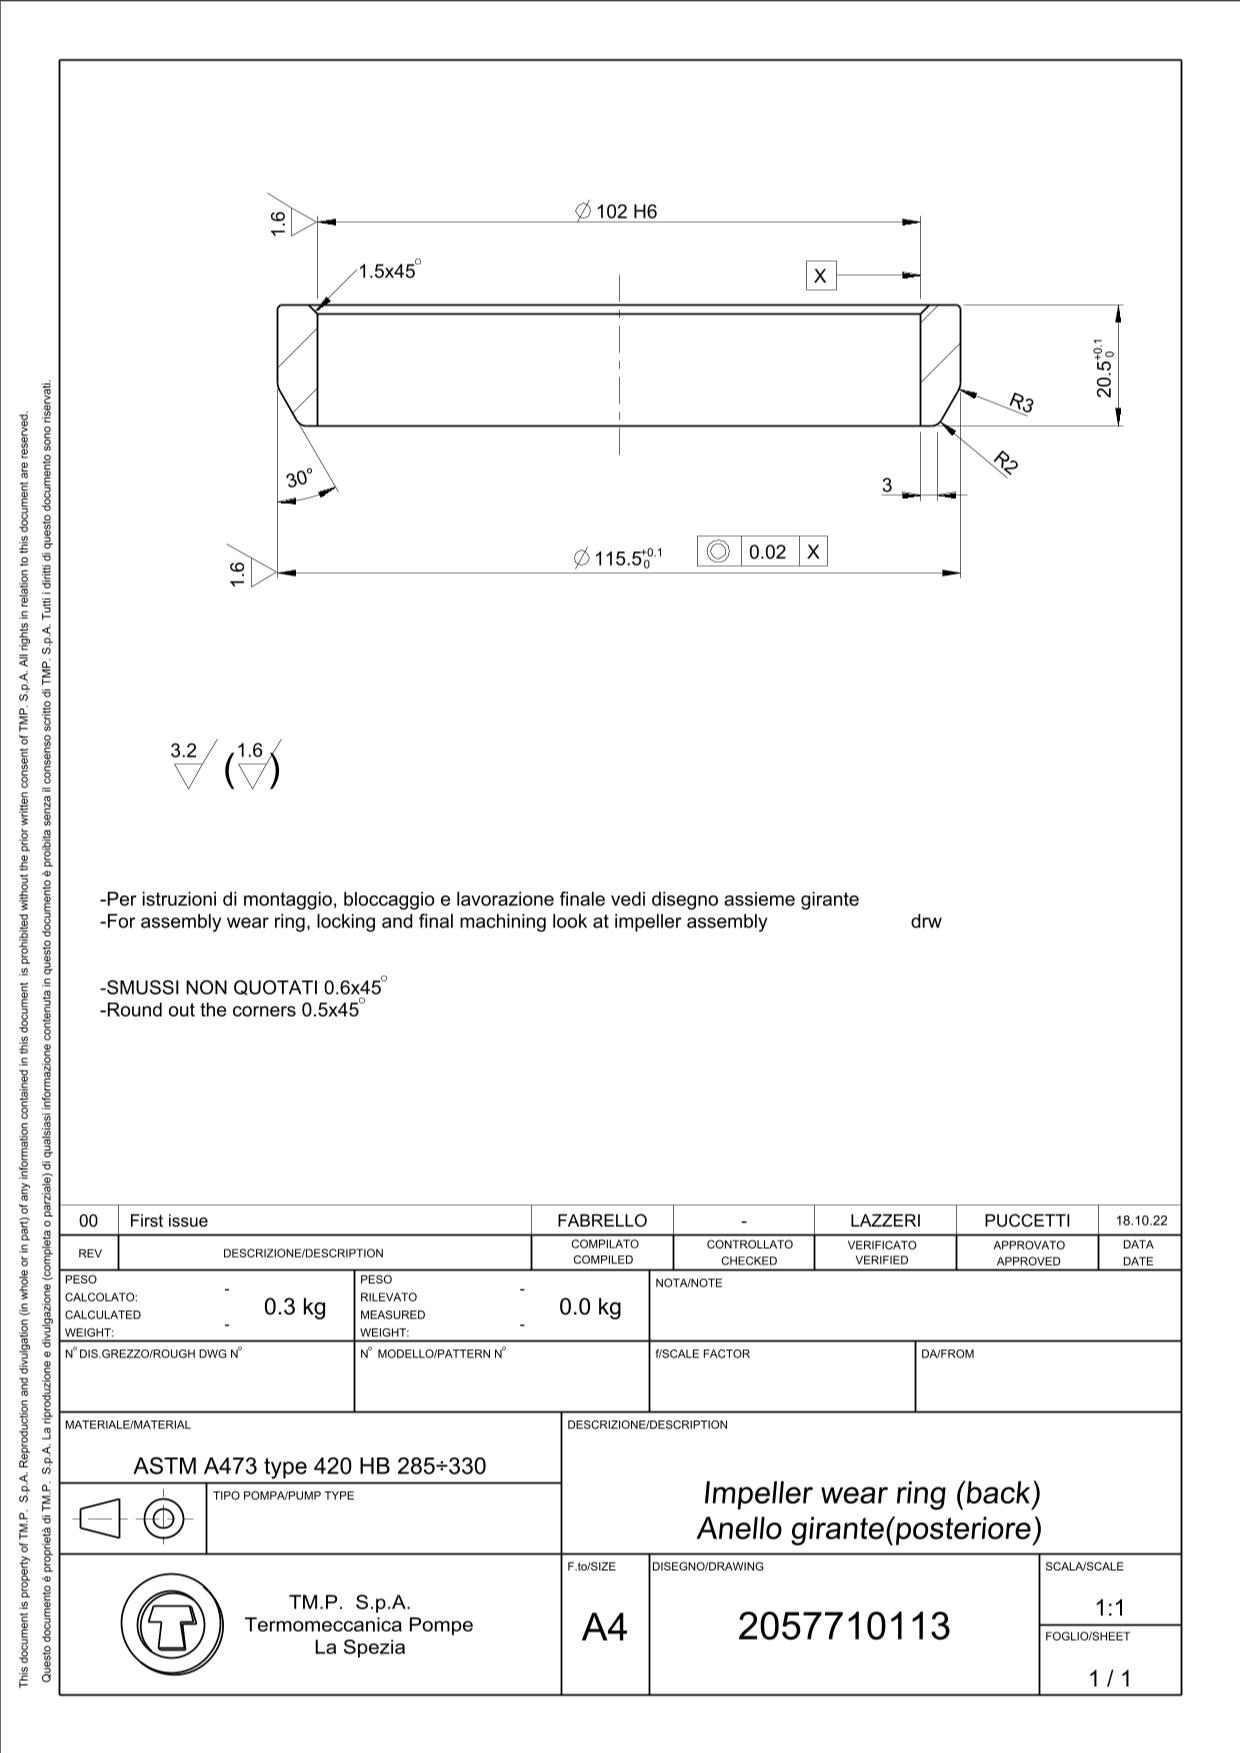 ⌀ 102 H6
1.6
1.5x45°
X
20.5 +0.1 0
R3
R2
30°
3
⌀ 115.5 +0.1 0
0.02 X
1.6
3.2 (1.6)
-Per istruzioni di montaggio, bloccaggio e lavorazione finale vedi disegno assieme girante
-For assembly wear ring, locking and final machining look at impeller assembly drw
-SMUSSI NON QUOTATI 0.6x45°
-Round out the corners 0.5x45°
This document is property of TM.P. S.p.A. Reproduction and divulgation (in whole or in part) of any information contained in this document is prohibited without the prior written consent of TMP. S.p.A. All rights in relation to this document are reserved.
Questo documento è proprietà di TM.P. S.p.A. La riproduzione e divulgazione (completa o parziale) di qualsiasi informazione contenuta in questo documento è proibita senza il consenso scritto di TMP. S.p.A. Tutti i diritti di questo documento sono riservati.
00 First issue FABRELLO - LAZZERI PUCCETTI 18.10.22
REV DESCRIZIONE/DESCRIPTION COMPILATO CONTROLLATO VERIFICATO APPROVATO DATA
COMPILED CHECKED VERIFIED APPROVED DATE
PESO
CALCOLATO: -
CALCULATED 0.3 kg
WEIGHT: -
PESO
RILEVATO -
MEASURED 0.0 kg
WEIGHT: -
NOTA/NOTE
N° DIS.GREZZO/ROUGH DWG N°
N° MODELLO/PATTERN N°
f/SCALE FACTOR
DA/FROM
MATERIALE/MATERIAL
ASTM A473 type 420 HB 285÷330
DESCRIZIONE/DESCRIPTION
Impeller wear ring (back)
Anello girante(posteriore)
TIPO POMPA/PUMP TYPE
TM.P. S.p.A.
Termomeccanica Pompe
La Spezia
F.to/SIZE
A4
DISEGNO/DRAWING
2057710113
SCALA/SCALE
1:1
FOGLIO/SHEET
1 / 1